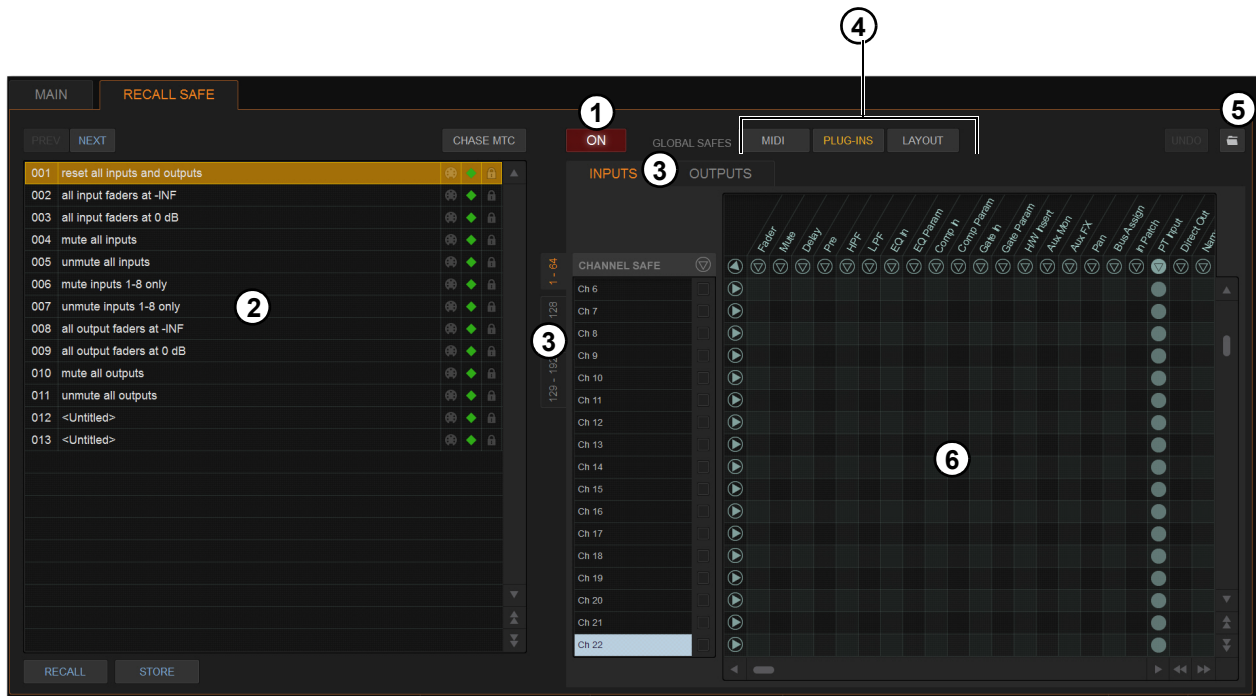 4
MAIN
RECALL SAFE
1
5
PREV
NEXT
CHASE MTC
ON
GLOBAL SAFES
MIDI
PLUG-INS
LAYOUT
UNDO
001 reset all inputs and outputs
002 all input faders at -INF
003 all input faders at 0 dB
004 mute all inputs
005 unmute all inputs
006 mute inputs 1-8 only
007 unmute inputs 1-8 only
008 all output faders at -INF
009 all output faders at 0 dB
010 mute all outputs
011 unmute all outputs
012 <Untitled>
013 <Untitled>
2
INPUTS
3
OUTPUTS
Fader
Mute
Delay
Pre
HPF
LPF
EQ In
EQ Param
Comp In
Comp Param
Gate In
Gate Param
H/W Insert
Aux Mon
Aux FX
Pan
Bus Assign
In Patch
PT Input
Direct Out
1 - 64
128
3
129 - 192
CHANNEL SAFE
Ch 6
Ch 7
Ch 8
Ch 9
Ch 10
Ch 11
Ch 12
Ch 13
Ch 14
Ch 15
Ch 16
Ch 17
Ch 18
Ch 19
Ch 20
Ch 21
Ch 22
6
RECALL
STORE